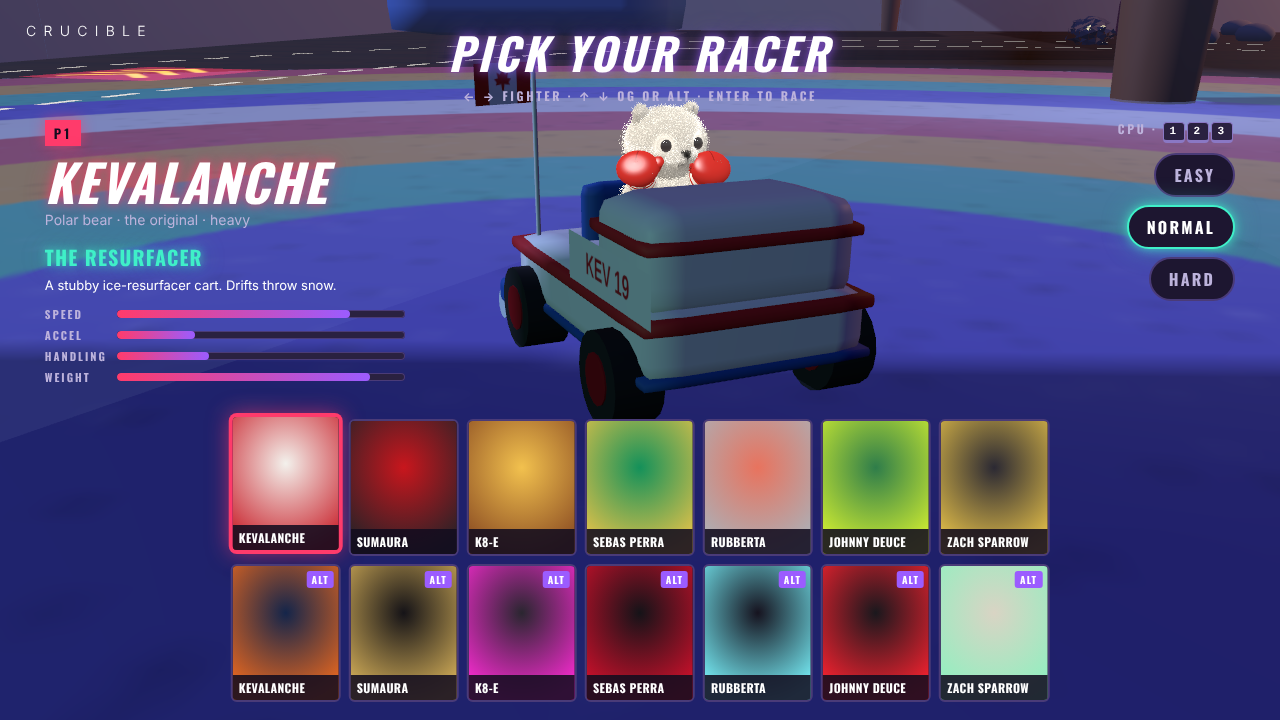 CRUCIBLE
PICK YOUR RACER
← → FIGHTER · ↑ ↓ OG OR ALT · ENTER TO RACE
P1
KEVALANCHE
Polar bear · the original · heavy
THE RESURFACER
A stubby ice-resurfacer cart. Drifts throw snow.
SPEED
ACCEL
HANDLING
WEIGHT
CPU · 1 2 3
EASY
NORMAL
HARD
KEV 19
KEVALANCHE
SUMAURA
K8-E
SEBAS PERRA
RUBBERTA
JOHNNY DEUCE
ZACH SPARROW
ALT
ALT
ALT
ALT
ALT
ALT
ALT
KEVALANCHE
SUMAURA
K8-E
SEBAS PERRA
RUBBERTA
JOHNNY DEUCE
ZACH SPARROW